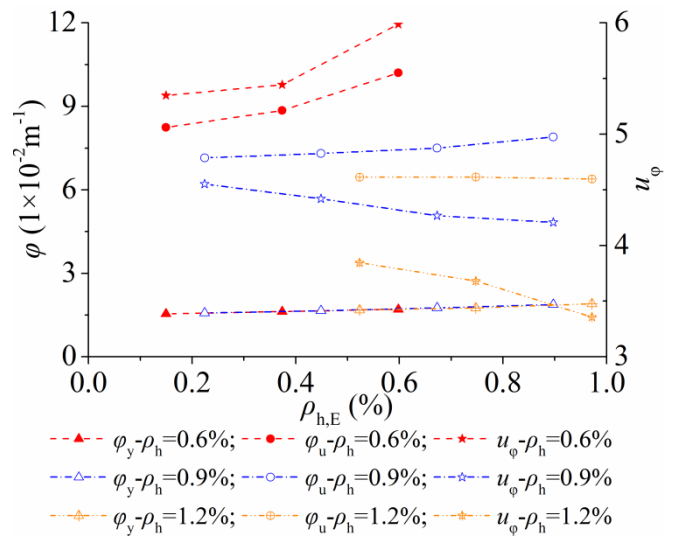 12
9
6
3
0
φ (1×10⁻²m⁻¹)
6
5
4
3
u_φ
0.0 0.2 0.4 0.6 0.8 1.0
ρ_h,E (%)
φ_y-ρ_h=0.6%; φ_u-ρ_h=0.6%; u_φ-ρ_h=0.6%
φ_y-ρ_h=0.9%; φ_u-ρ_h=0.9%; u_φ-ρ_h=0.9%
φ_y-ρ_h=1.2%; φ_u-ρ_h=1.2%; u_φ-ρ_h=1.2%